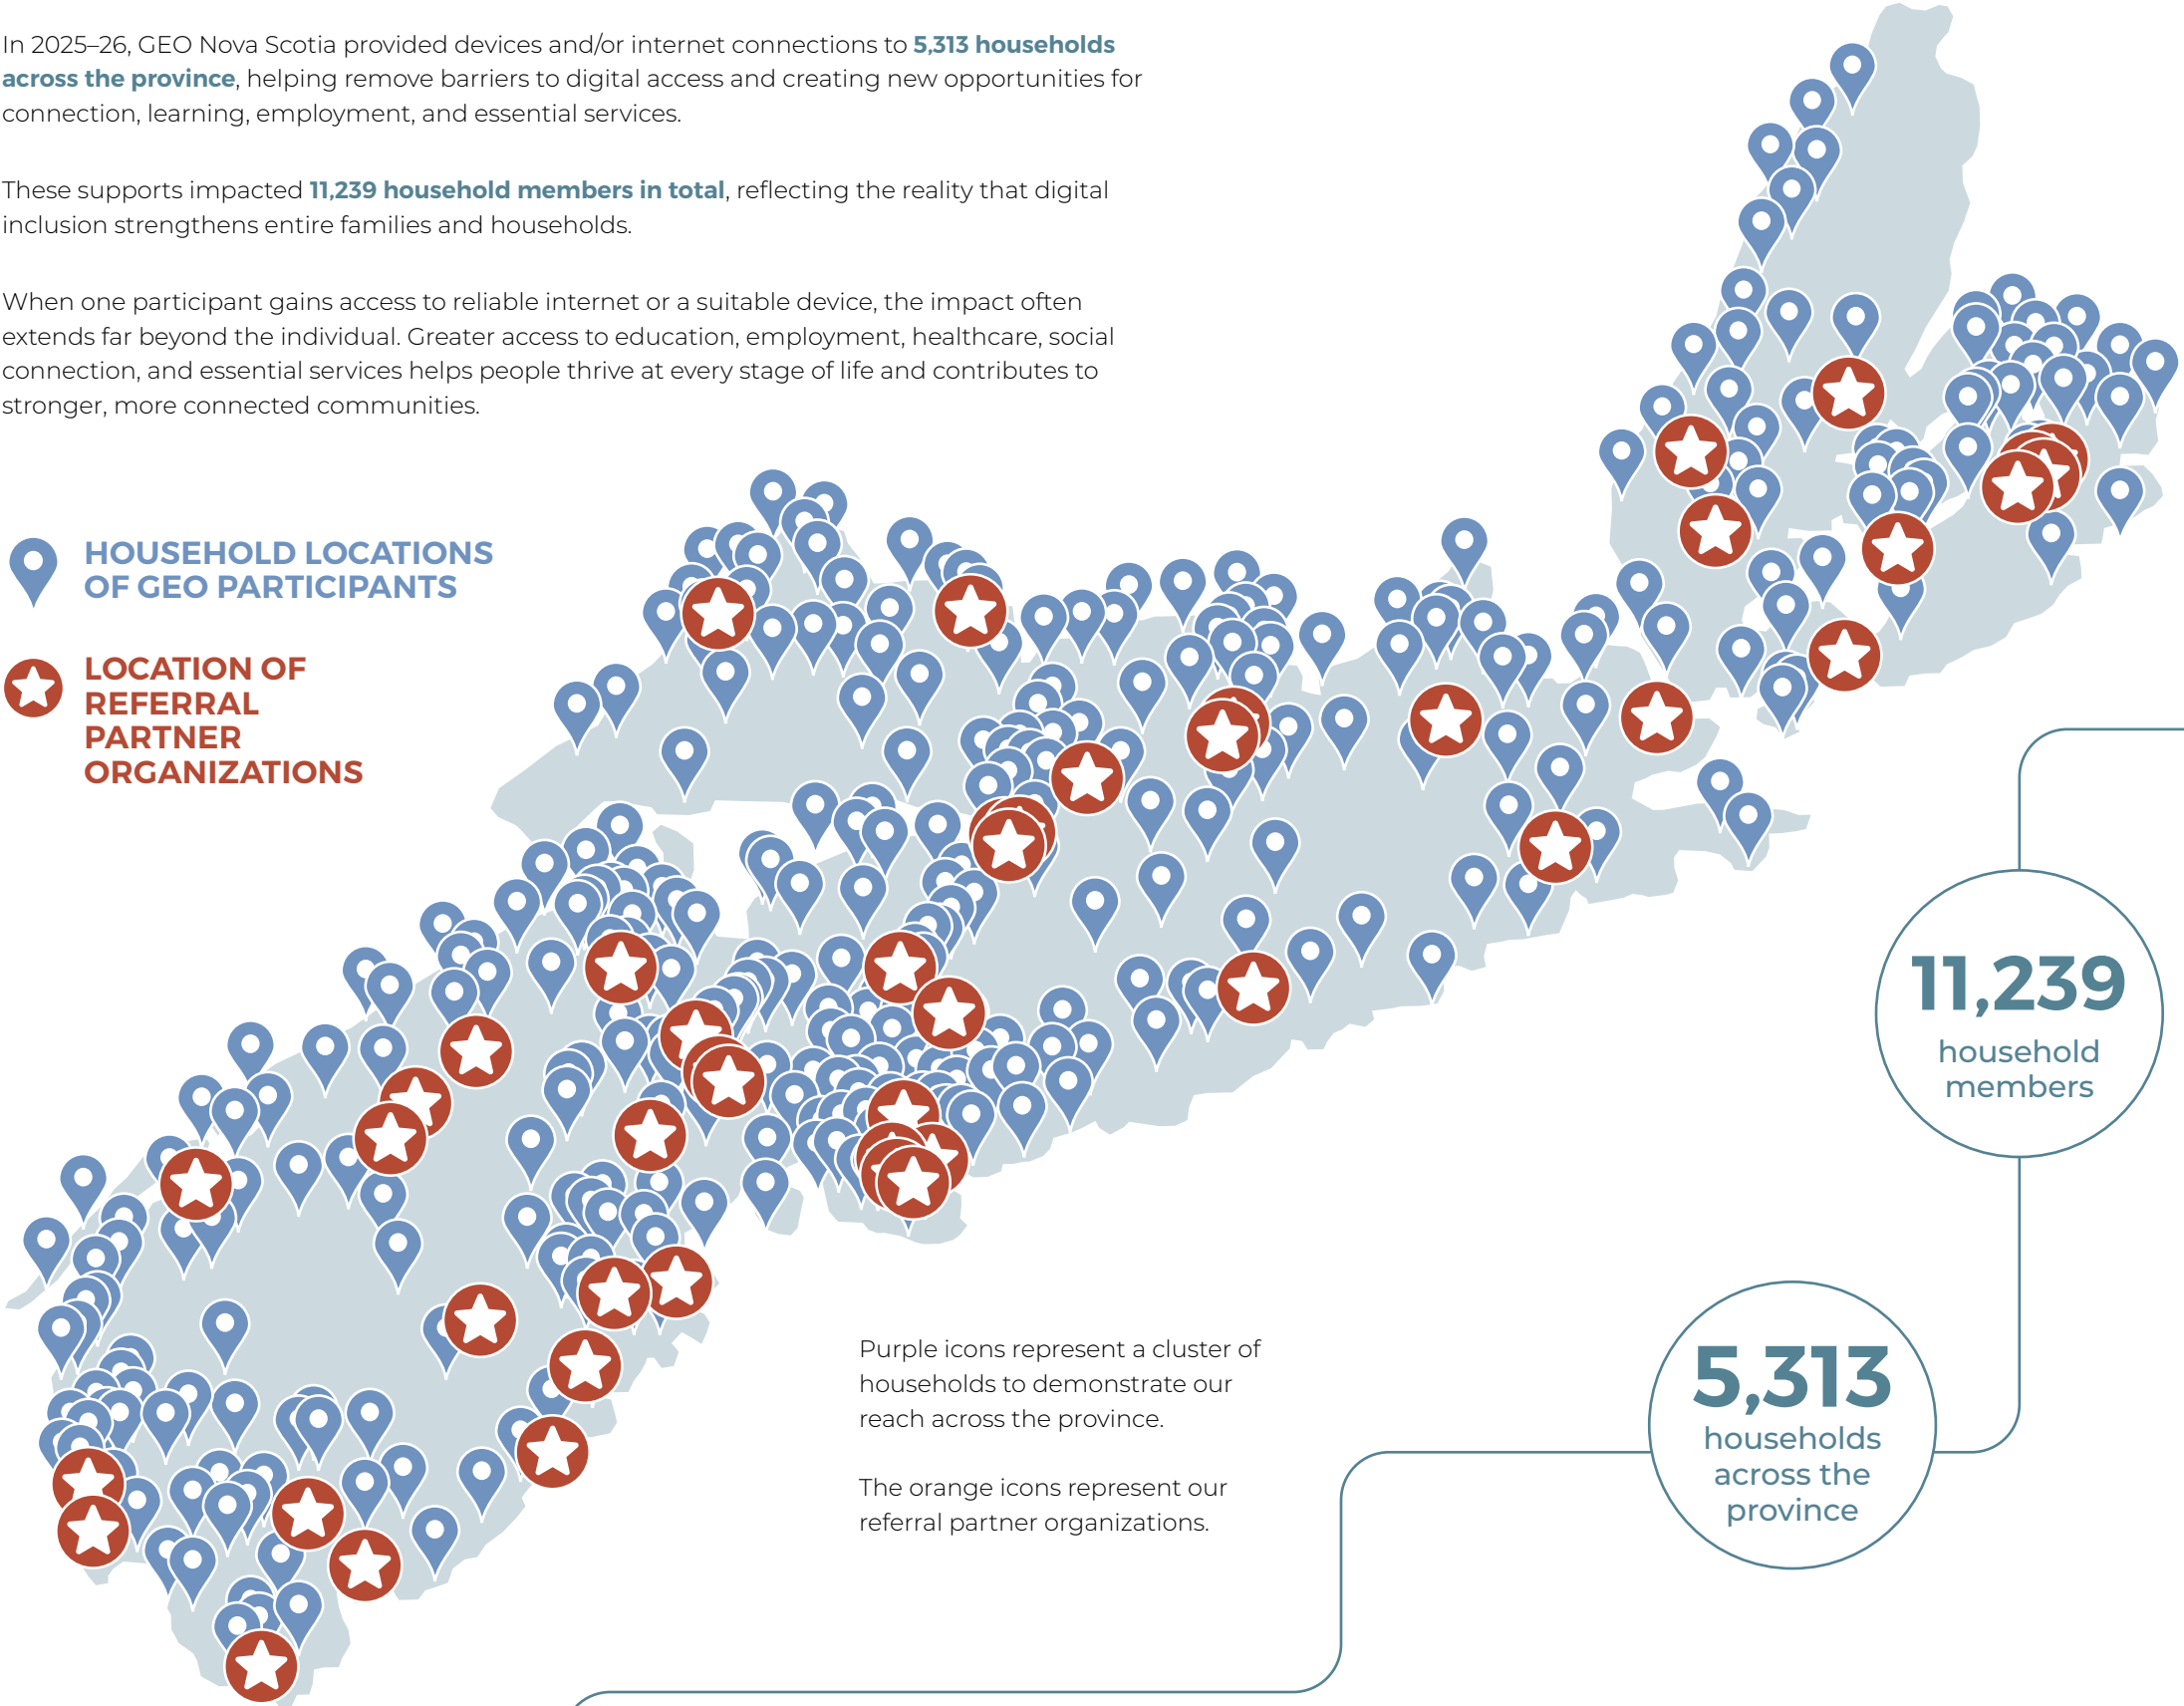 In 2025–26, GEO Nova Scotia provided devices and/or internet connections to 5,313 households
across the province, helping remove barriers to digital access and creating new opportunities for
connection, learning, employment, and essential services.
These supports impacted 11,239 household members in total, reflecting the reality that digital
inclusion strengthens entire families and households.
When one participant gains access to reliable internet or a suitable device, the impact often
extends far beyond the individual. Greater access to education, employment, healthcare, social
connection, and essential services helps people thrive at every stage of life and contributes to
stronger, more connected communities.
HOUSEHOLD LOCATIONS
OF GEO PARTICIPANTS
LOCATION OF
REFERRAL
PARTNER
ORGANIZATIONS
11,239
household
members
5,313
households
across the
province
Purple icons represent a cluster of
households to demonstrate our
reach across the province.
The orange icons represent our
referral partner organizations.